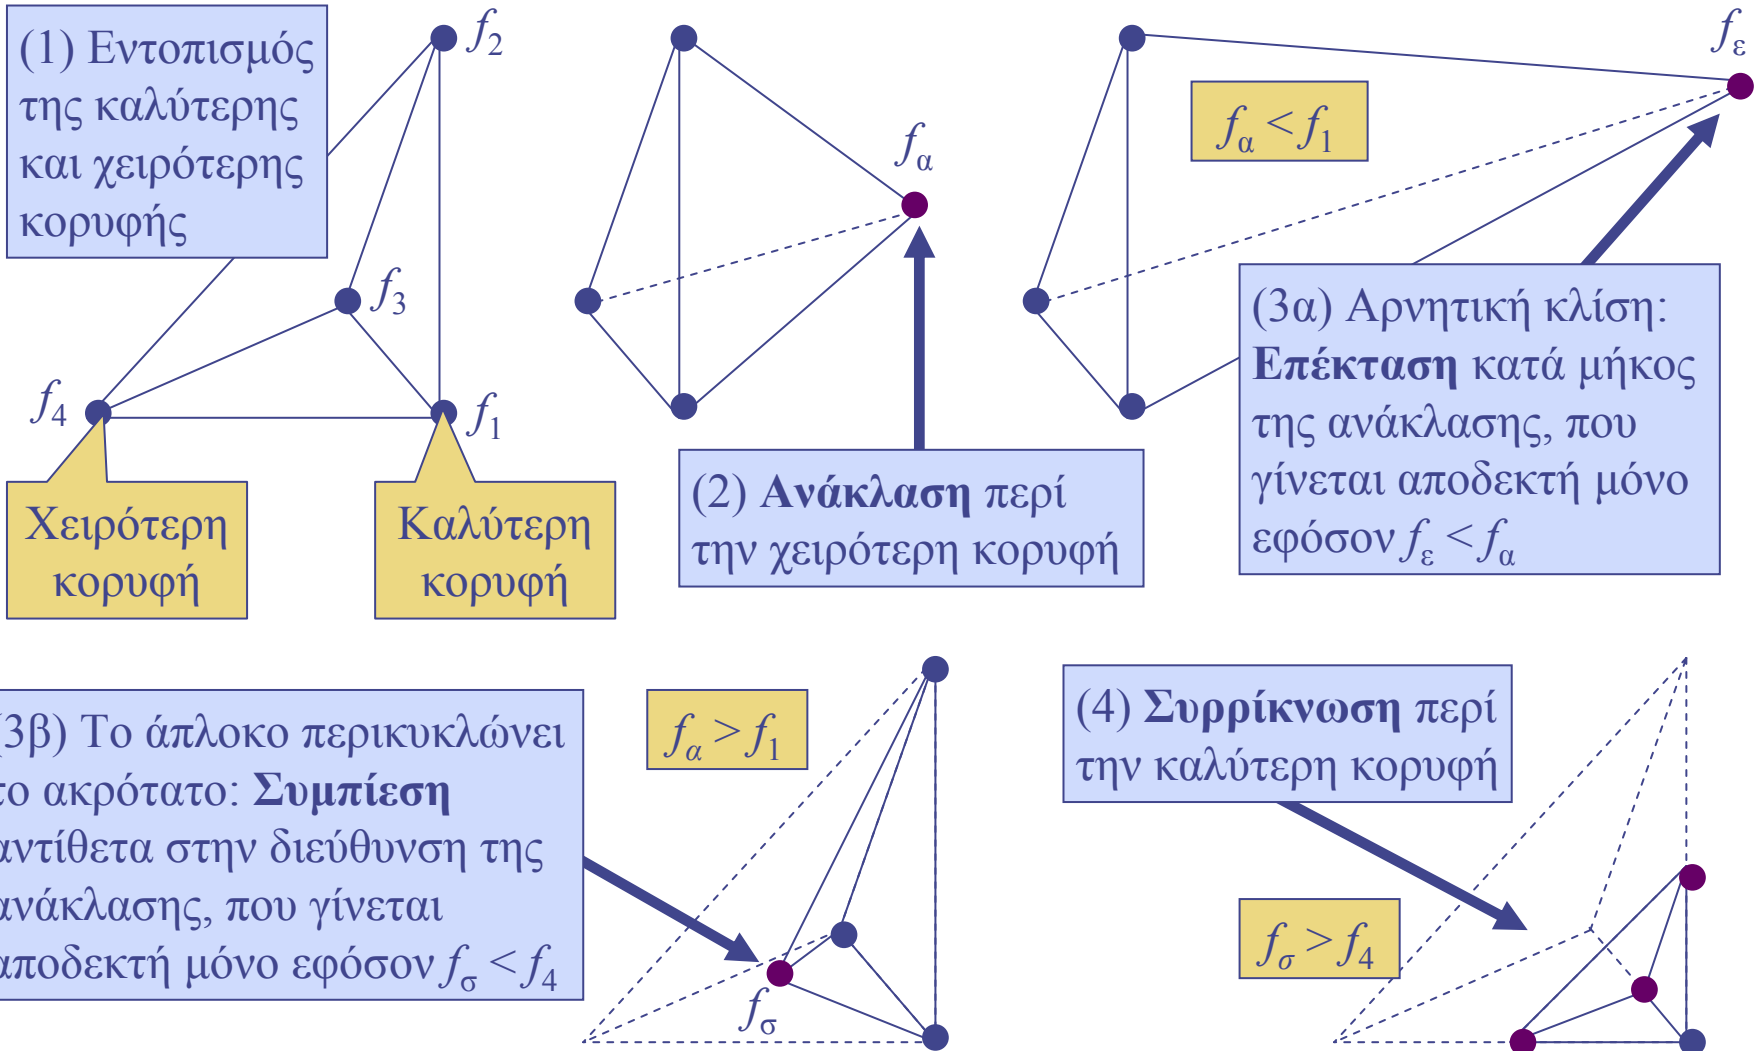 (1) Εντοπισμός
της καλύτερης
και χειρότερης
κορυφής
f2
f3
f4
f1
Χειρότερη
κορυφή
Καλύτερη
κορυφή
fα
(2) Ανάκλαση περί
την χειρότερη κορυφή
fε
fα < f1
(3α) Αρνητική κλίση:
Επέκταση κατά μήκος
της ανάκλασης, που
γίνεται αποδεκτή μόνο
εφόσον fε < fα
(3β) Το άπλοκο περικυκλώνει
το ακρότατο: Συμπίεση
αντίθετα στην διεύθυνση της
ανάκλασης, που γίνεται
αποδεκτή μόνο εφόσον fσ < f4
fα > f1
fσ
(4) Συρρίκνωση περί
την καλύτερη κορυφή
fσ > f4